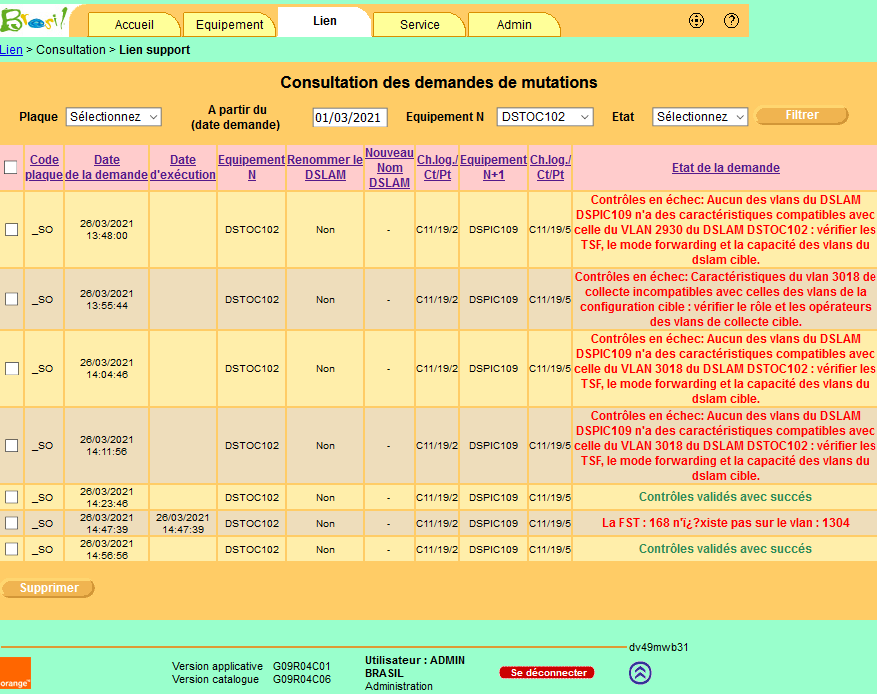 Brasil!
Accueil
Equipement
Lien
Service
Admin
?
Lien > Consultation > Lien support
Consultation des demandes de mutations
Plaque
Sélectionnez
A partir du
(date demande)
01/03/2021
Equipement N
DSTOC102
Etat
Sélectionnez
Filtrer
Code
plaque
Date
de la demande
Date
d'exécution
Equipement
N
Renommer le
DSLAM
Nouveau
Nom
DSLAM
Ch.log./
Ct/Pt
Equipement
N+1
Ch.log./
Ct/Pt
Etat de la demande
_SO
26/03/2021
13:48:00
DSTOC102
Non
-
C11/19/2
DSPIC109
C11/19/5
Contrôles en échec: Aucun des vlans du DSLAM
DSPIC109 n'a des caractéristiques compatibles avec
celle du VLAN 2930 du DSLAM DSTOC102 : vérifier les
TSF, le mode forwarding et la capacité des vlans du
dslam cible.
_SO
26/03/2021
13:55:44
DSTOC102
Non
-
C11/19/2
DSPIC109
C11/19/5
Contrôles en échec: Caractéristiques du vlan 3018 de
collecte incompatibles avec celles des vlans de la
configuration cible : vérifier le rôle et les opérateurs
des vlans de collecte cible.
_SO
26/03/2021
14:04:46
DSTOC102
Non
-
C11/19/2
DSPIC109
C11/19/5
Contrôles en échec: Aucun des vlans du DSLAM
DSPIC109 n'a des caractéristiques compatibles avec
celle du VLAN 3018 du DSLAM DSTOC102 : vérifier les
TSF, le mode forwarding et la capacité des vlans du
dslam cible.
_SO
26/03/2021
14:11:56
DSTOC102
Non
-
C11/19/2
DSPIC109
C11/19/5
Contrôles en échec: Aucun des vlans du DSLAM
DSPIC109 n'a des caractéristiques compatibles avec
celle du VLAN 3018 du DSLAM DSTOC102 : vérifier les
TSF, le mode forwarding et la capacité des vlans du
dslam cible.
_SO
26/03/2021
14:23:46
DSTOC102
Non
-
C11/19/2
DSPIC109
C11/19/5
Contrôles validés avec succés
_SO
26/03/2021
14:47:39
26/03/2021
14:47:39
DSTOC102
Non
-
C11/19/2
DSPIC109
C11/19/5
La FST : 168 n'ï¿?xiste pas sur le vlan : 1304
_SO
26/03/2021
14:56:56
DSTOC102
Non
-
C11/19/2
DSPIC109
C11/19/5
Contrôles validés avec succés
Supprimer
dv49mwb31
orange™
Version applicative G09R04C01
Version catalogue G09R04C06
Utilisateur : ADMIN
BRASIL
Administration
Se déconnecter